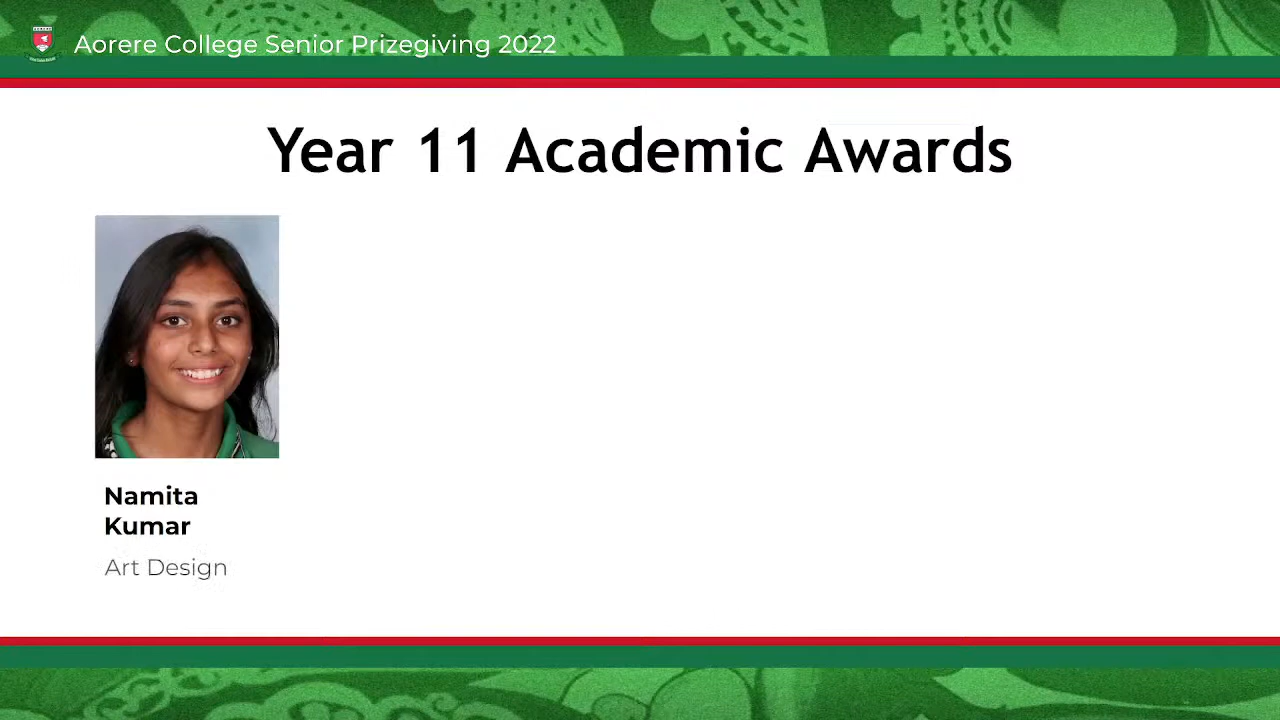 Aorere College Senior Prizegiving 2022
Year 11 Academic Awards
Namita
Kumar
Art Design